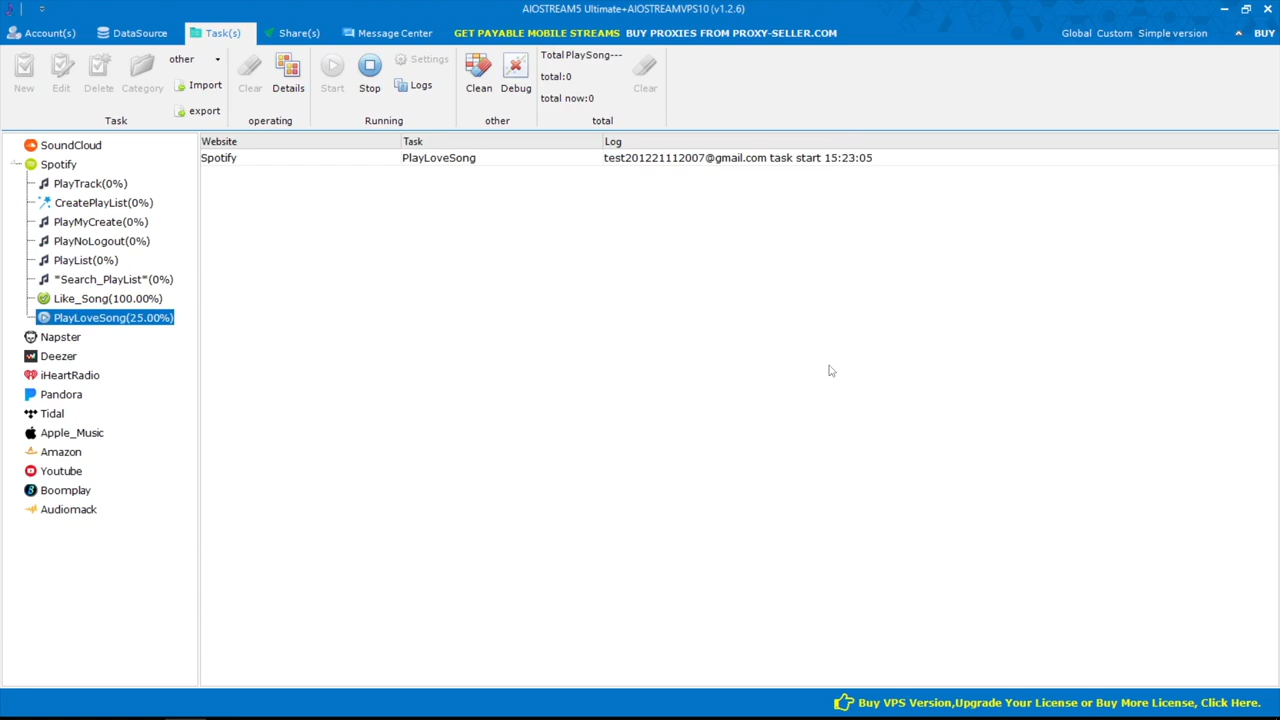 AIOSTREAM5 Ultimate+AIOSTREAMVPS10 (v1.2.6)
Account(s) DataSource Task(s) Share(s) Message Center GET PAYABLE MOBILE STREAMS BUY PROXIES FROM PROXY-SELLER.COM Global Custom Simple version BUY
New Edit Delete Category other Import export Clear Details Start Stop Settings Logs Clean Debug Total PlaySong--- total:0 total now:0 Clear
Task operating Running other total
Website Task Log
Spotify PlayLoveSong test201221112007@gmail.com task start 15:23:05
SoundCloud
Spotify
PlayTrack(0%)
CreatePlayList(0%)
PlayMyCreate(0%)
PlayNoLogout(0%)
PlayList(0%)
"Search_PlayList"(0%)
Like_Song(100.00%)
PlayLoveSong(25.00%)
Napster
Deezer
iHeartRadio
Pandora
Tidal
Apple_Music
Amazon
Youtube
Boomplay
Audiomack
Buy VPS Version,Upgrade Your License or Buy More License, Click Here.